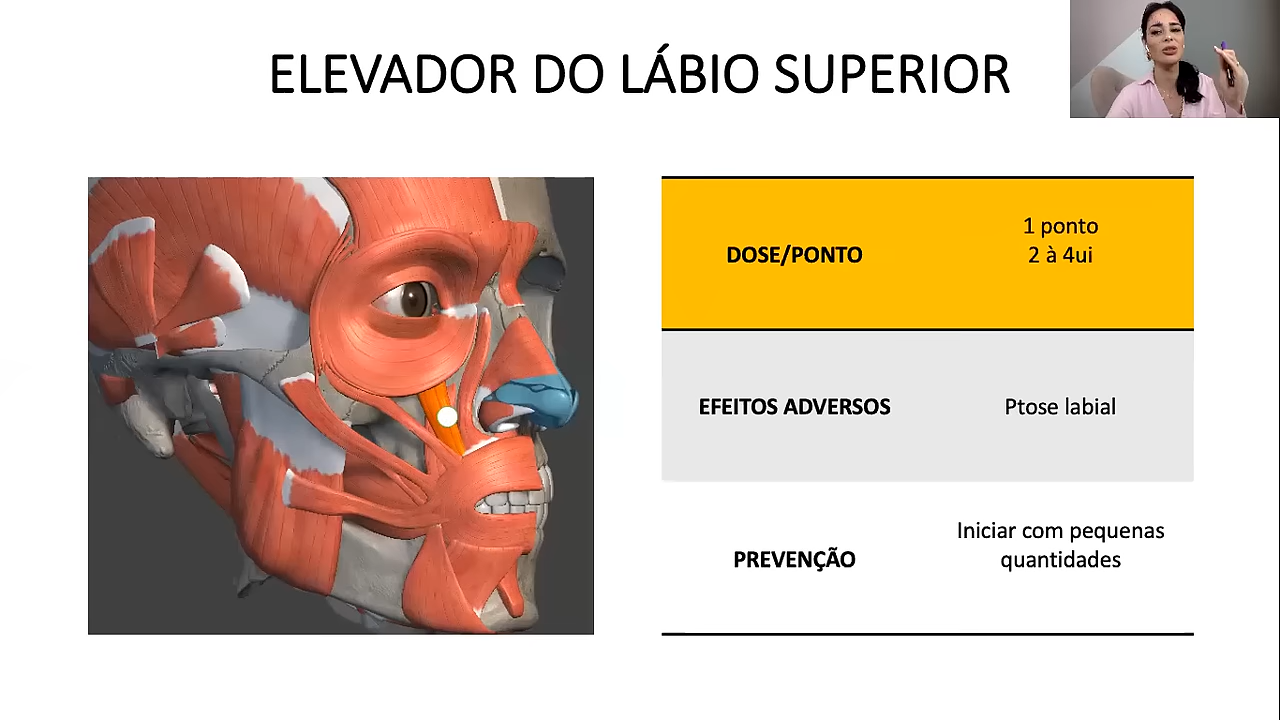 ELEVADOR DO LÁBIO SUPERIOR
DOSE/PONTO
1 ponto
2 à 4ui
EFEITOS ADVERSOS
Ptose labial
PREVENÇÃO
Iniciar com pequenas
quantidades